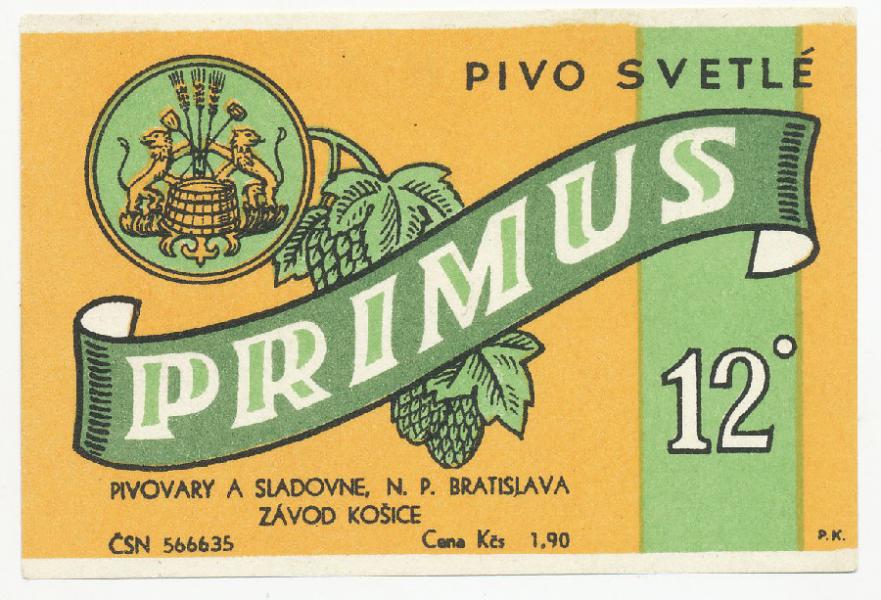 PIVO SVETLÉ
PRIMUS
12°
PIVOVARY A SLADOVNE, N. P. BRATISLAVA
ZÁVOD KOŠICE
ČSN 566635 Cena Kčs 1,90
P.K.